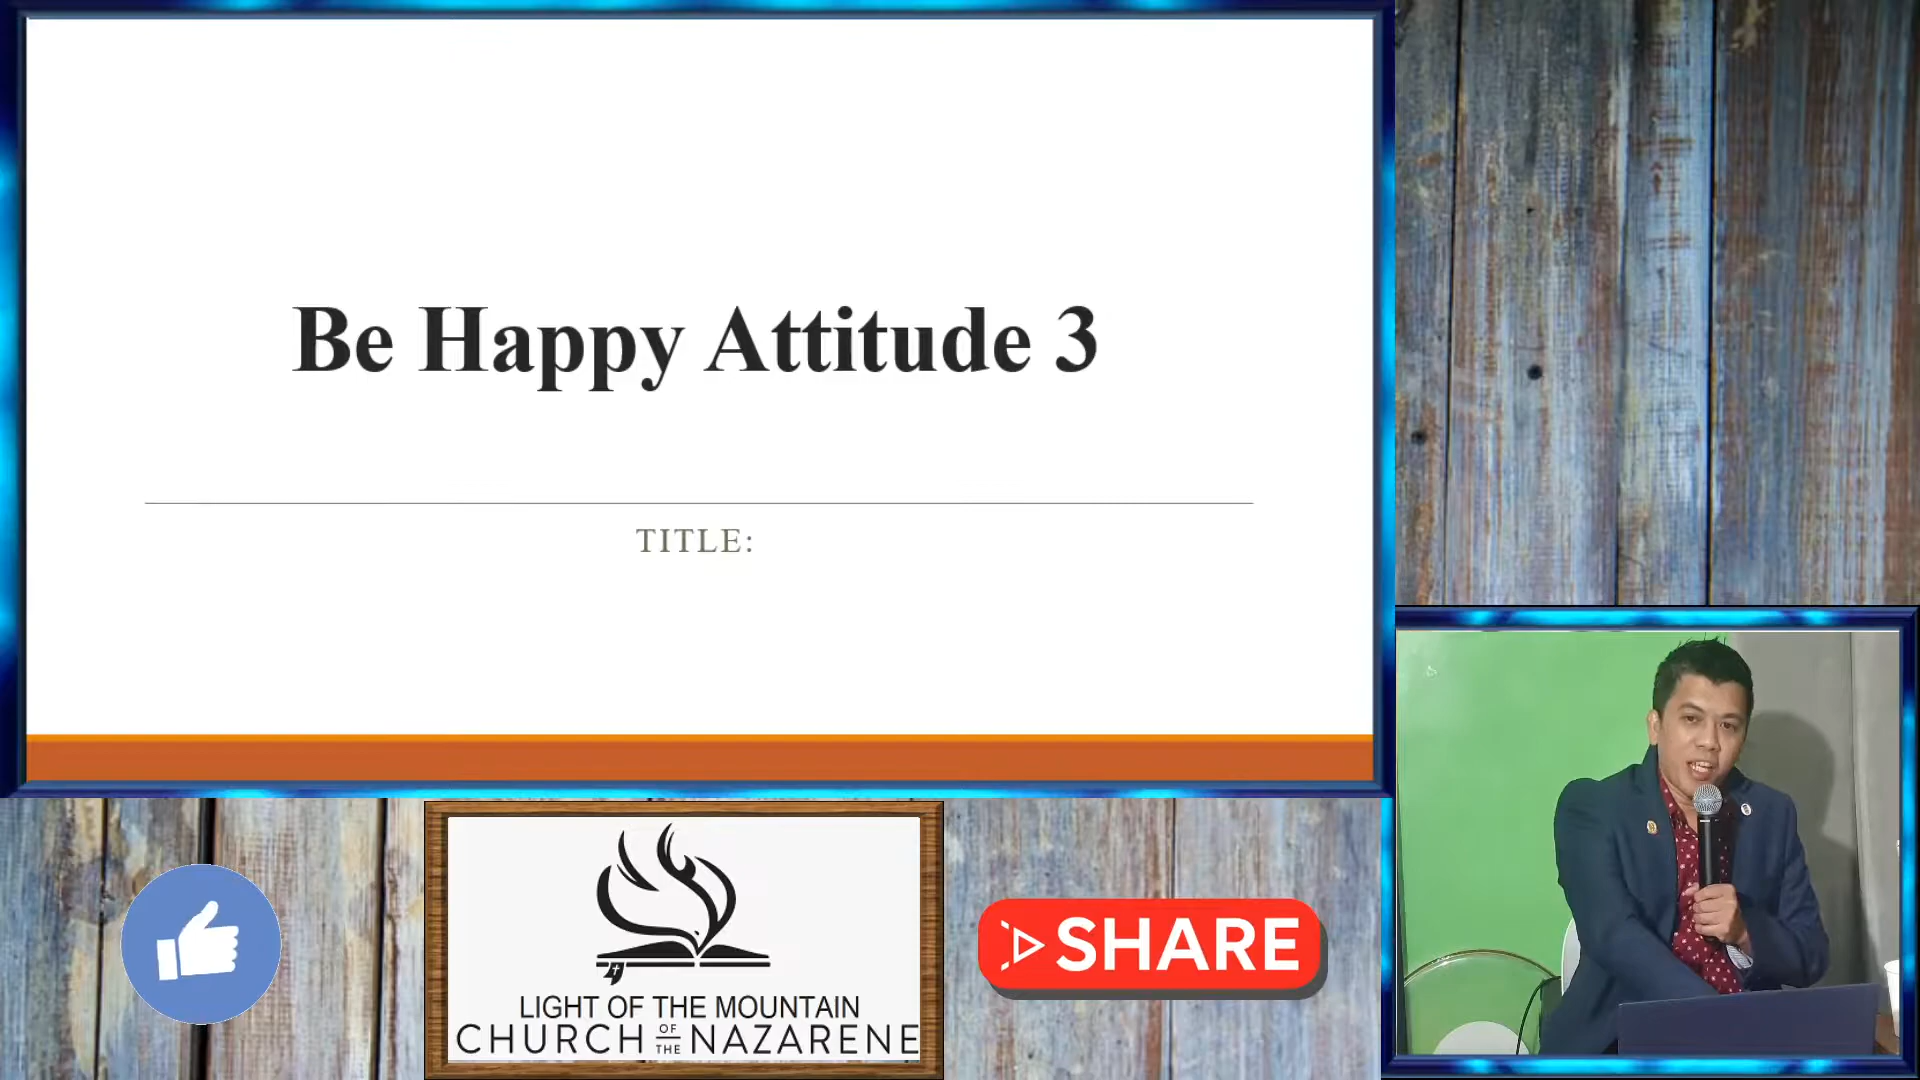 Be Happy Attitude 3
TITLE:
LIGHT OF THE MOUNTAIN
CHURCH OF THE NAZARENE
SHARE